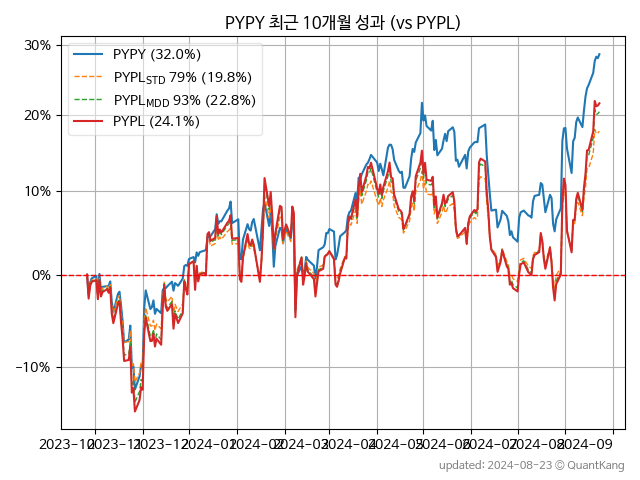 PYPY 최근 10개월 성과 (vs PYPL)
PYPY (32.0%)
PYPL_STD 79% (19.8%)
PYPL_MDD 93% (22.8%)
PYPL (24.1%)
30%
20%
10%
0%
−10%
2023-10 2023-11 2023-12 2024-01 2024-02 2024-03 2024-04 2024-05 2024-06 2024-07 2024-08 2024-09
updated: 2024-08-23 © QuantKang